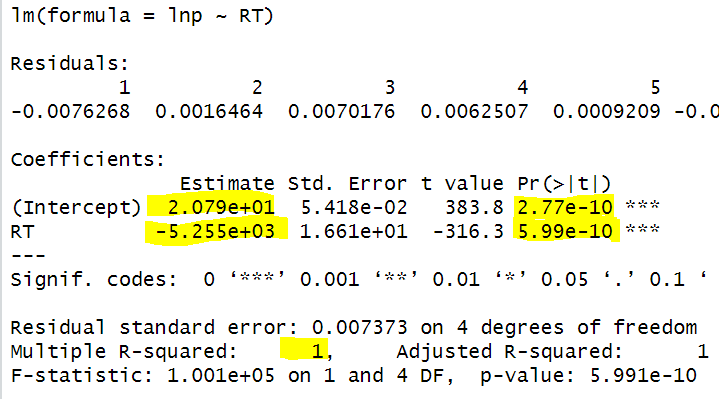 lm(formula = lnp ~ RT)
Residuals:
1 2 3 4 5
-0.0076268 0.0016464 0.0070176 0.0062507 0.0009209 -0.0
Coefficients:
Estimate Std. Error t value Pr(>|t|)
(Intercept) 2.079e+01 5.418e-02 383.8 2.77e-10 ***
RT -5.255e+03 1.661e+01 -316.3 5.99e-10 ***
---
Signif. codes: 0 ‘***’ 0.001 ‘**’ 0.01 ‘*’ 0.05 ‘.’ 0.1 ‘
Residual standard error: 0.007373 on 4 degrees of freedom
Multiple R-squared: 1, Adjusted R-squared: 1
F-statistic: 1.001e+05 on 1 and 4 DF, p-value: 5.991e-10